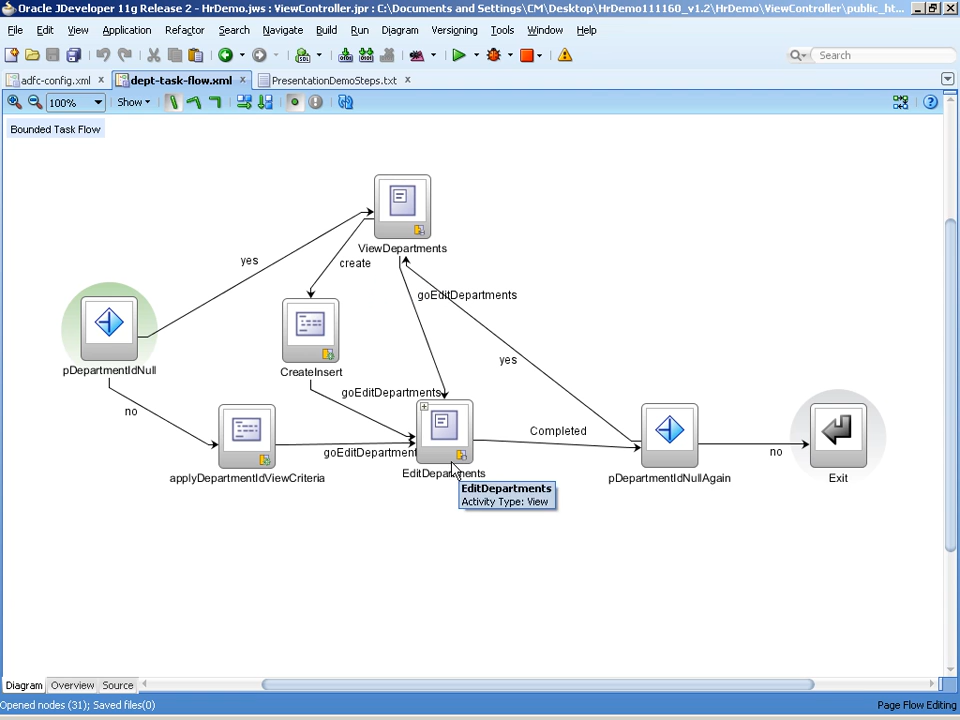 Oracle JDeveloper 11g Release 2 - HrDemo.jws : ViewController.jpr : C:\Documents and Settings\CM\Desktop\HrDemo111160_v1.2\HrDemo\ViewController\public_ht...
File Edit View Application Refactor Search Navigate Build Run Diagram Versioning Tools Window Help
Search
adfc-config.xml dept-task-flow.xml PresentationDemoSteps.txt
100% Show
Bounded Task Flow
ViewDepartments
yes
create
goEditDepartments
pDepartmentIdNull
CreateInsert
yes
no
goEditDepartments
Completed
no
goEditDepartment
EditDepartments
applyDepartmentIdViewCriteria
pDepartmentIdNullAgain
Exit
EditDepartments
Activity Type: View
Diagram Overview Source
Opened nodes (31); Saved files(0) Page Flow Editing